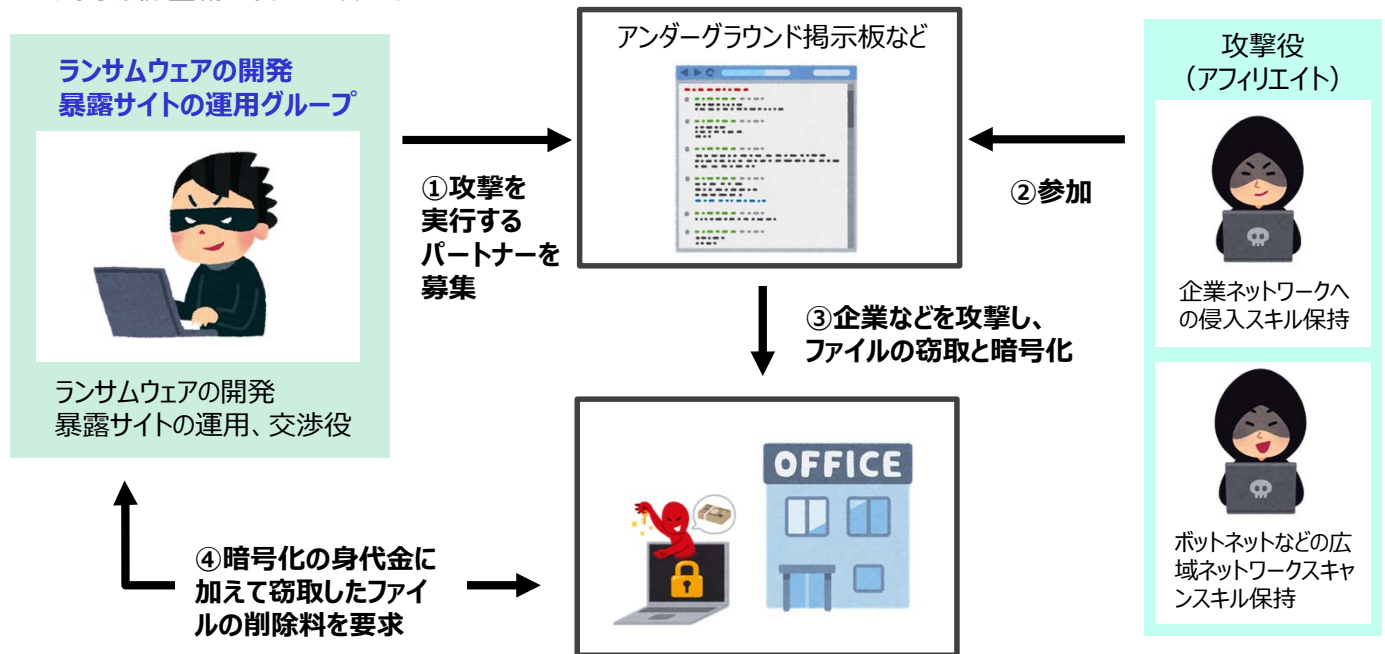 ランサムウェアの開発
暴露サイトの運用グループ
ランサムウェアの開発
暴露サイトの運用、交渉役
①攻撃を
実行する
パートナーを
募集
アンダーグラウンド掲示板など
②参加
攻撃役
（アフィリエイト）
企業ネットワークへ
の侵入スキル保持
ボットネットなどの広
域ネットワークスキャ
ンスキル保持
③企業などを攻撃し、
ファイルの窃取と暗号化
OFFICE
④暗号化の身代金に
加えて窃取したファイ
ルの削除料を要求